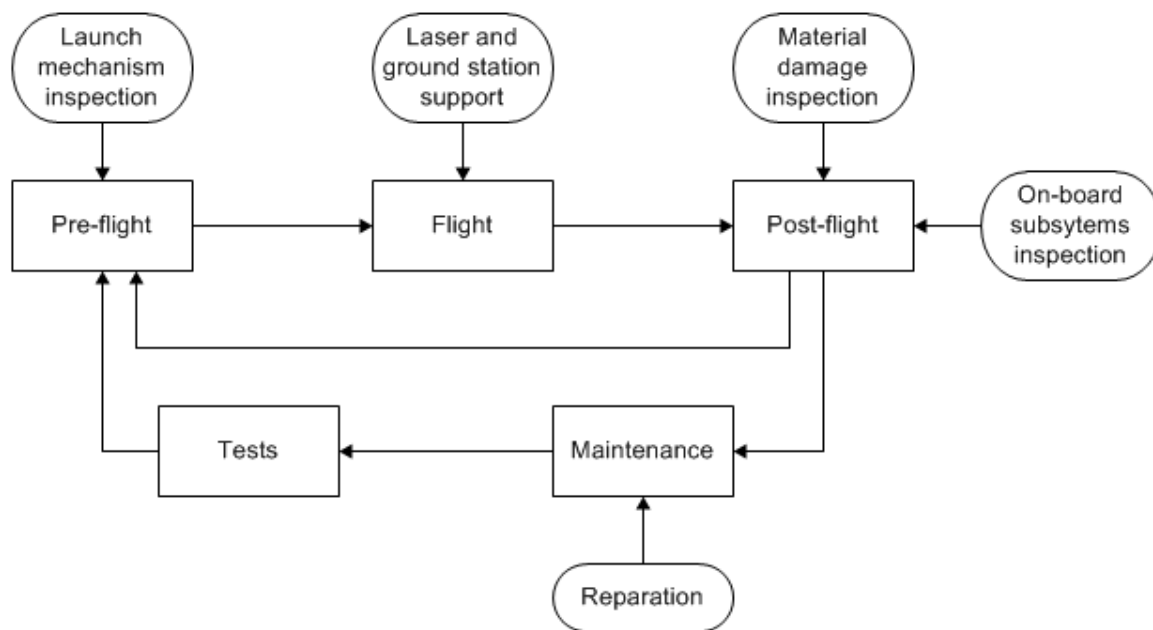 Launch
mechanism
inspection
Laser and
ground station
support
Material
damage
inspection
Pre-flight
Flight
Post-flight
On-board
subsytems
inspection
Tests
Maintenance
Reparation